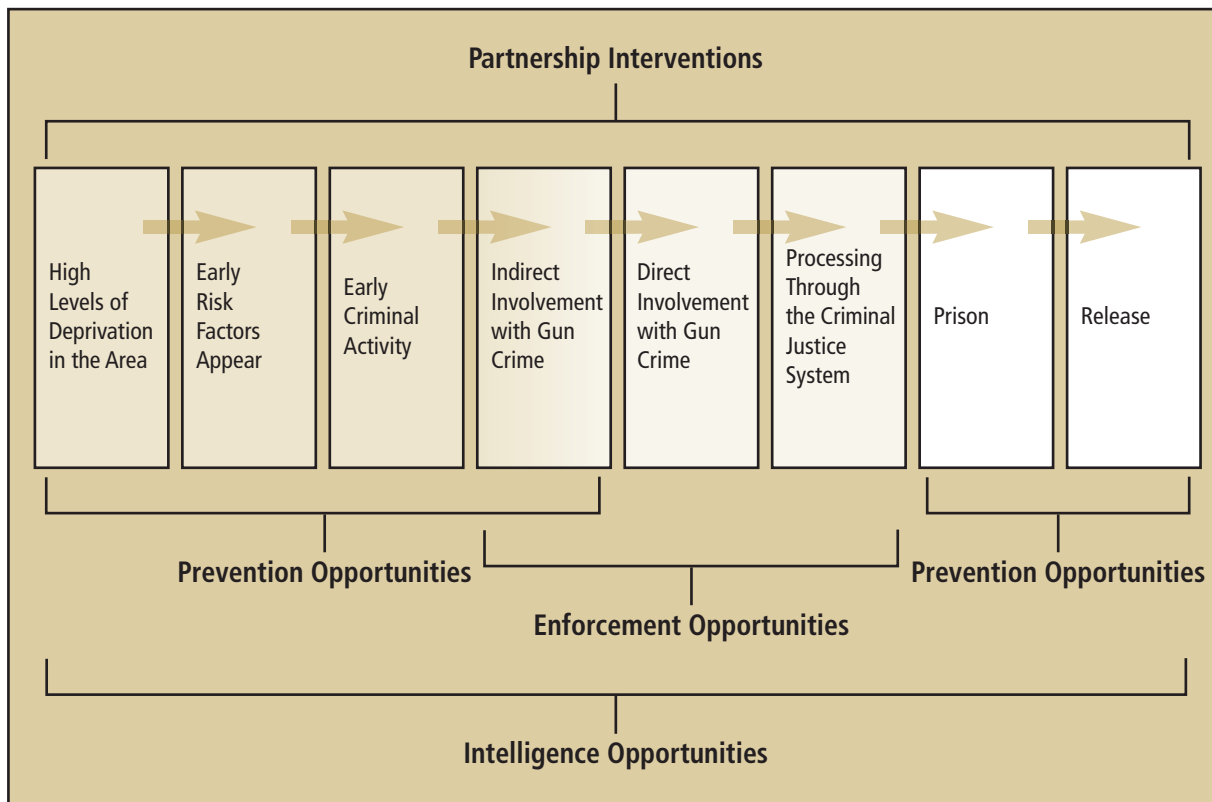 Partnership Interventions
High
Levels of
Deprivation
in the Area
Early
Risk
Factors
Appear
Early
Criminal
Activity
Indirect
Involvement
with Gun
Crime
Direct
Involvement
with Gun
Crime
Processing
Through
the Criminal
Justice
System
Prison
Release
Prevention Opportunities
Prevention Opportunities
Enforcement Opportunities
Intelligence Opportunities